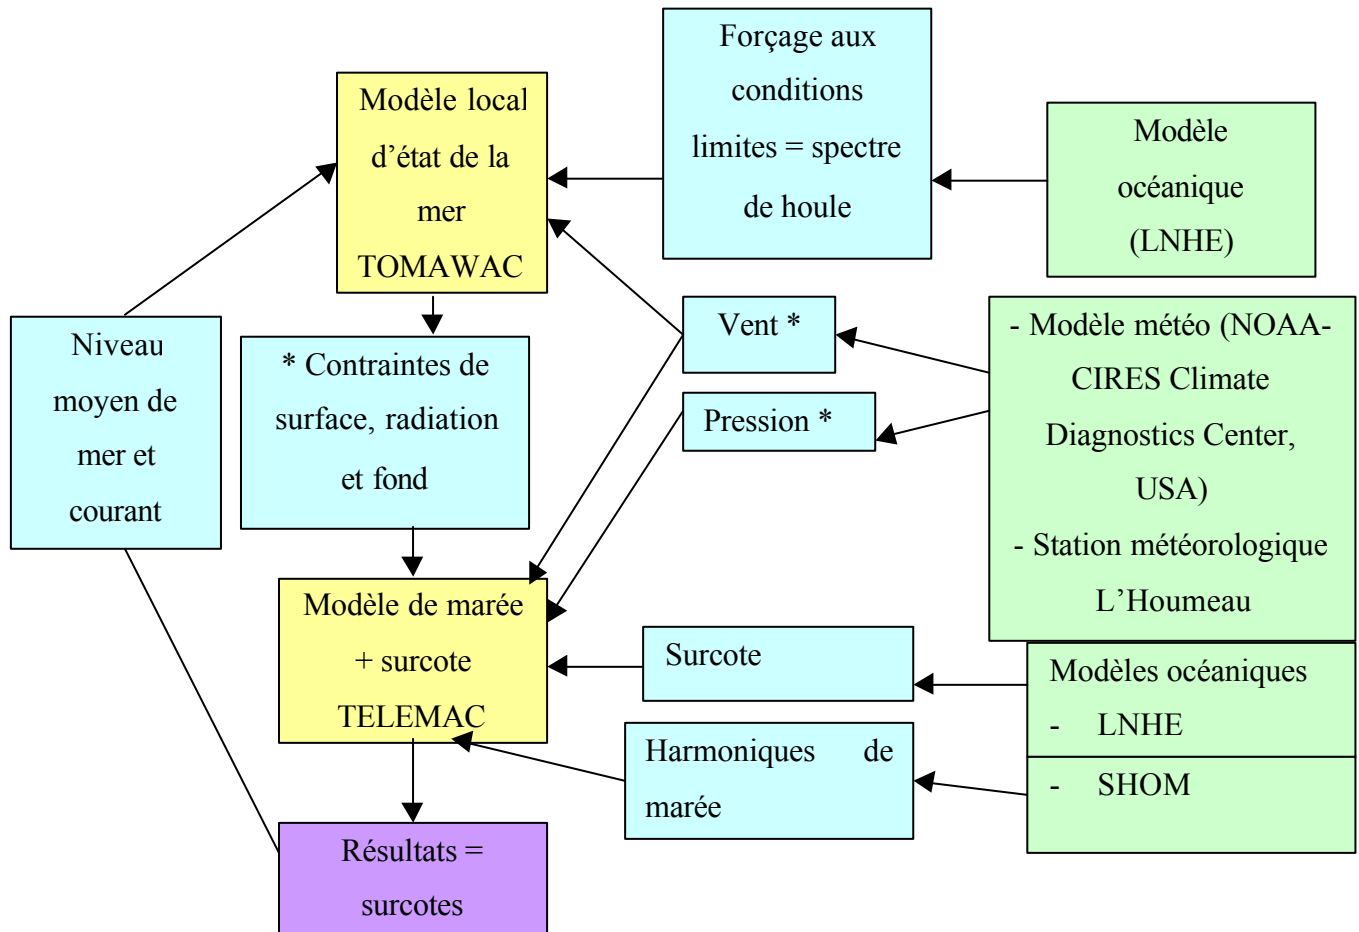 Forçage aux
conditions
limites = spectre
de houle
Modèle local
d’état de la
mer
TOMAWAC
Modèle
océanique
(LNHE)
Niveau
moyen de
mer et
courant
* Contraintes de
surface, radiation
et fond
Vent *
Pression *
- Modèle météo (NOAA-
CIRES Climate
Diagnostics Center,
USA)
- Station météorologique
L’Houmeau
Modèle de marée
+ surcote
TELEMAC
Surcote
Harmoniques de
marée
Modèles océaniques
- LNHE
- SHOM
Résultats =
surcotes